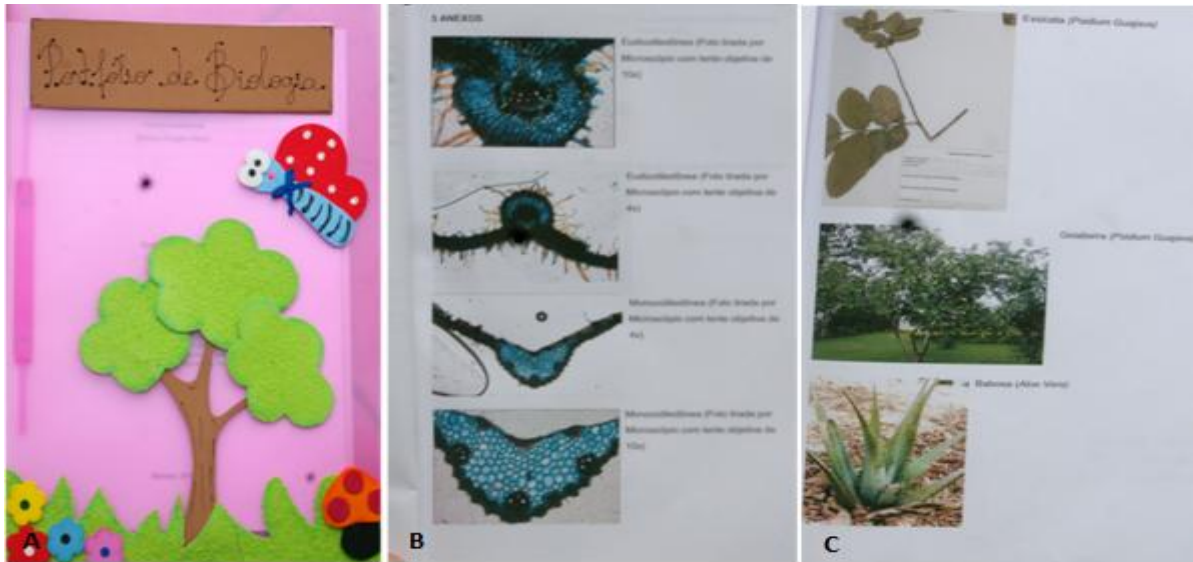 Portfólio de Biologia
5 ANEXOS
Eudicotiledônea (Foto tirada por
Microscópio com lente objetiva de
10x)
Eudicotiledônea (Foto tirada por
Microscópio com lente objetiva de
4x)
Monocotiledônea (Foto tirada por
Microscópio com lente objetiva de
4x)
Monocotiledônea (Foto tirada por
Microscópio com lente objetiva de
10x)
Exsicata (Psidium Guajava)
Goiabeira (Psidium Guajava)
Babosa (Aloe Vera)
A
B
C